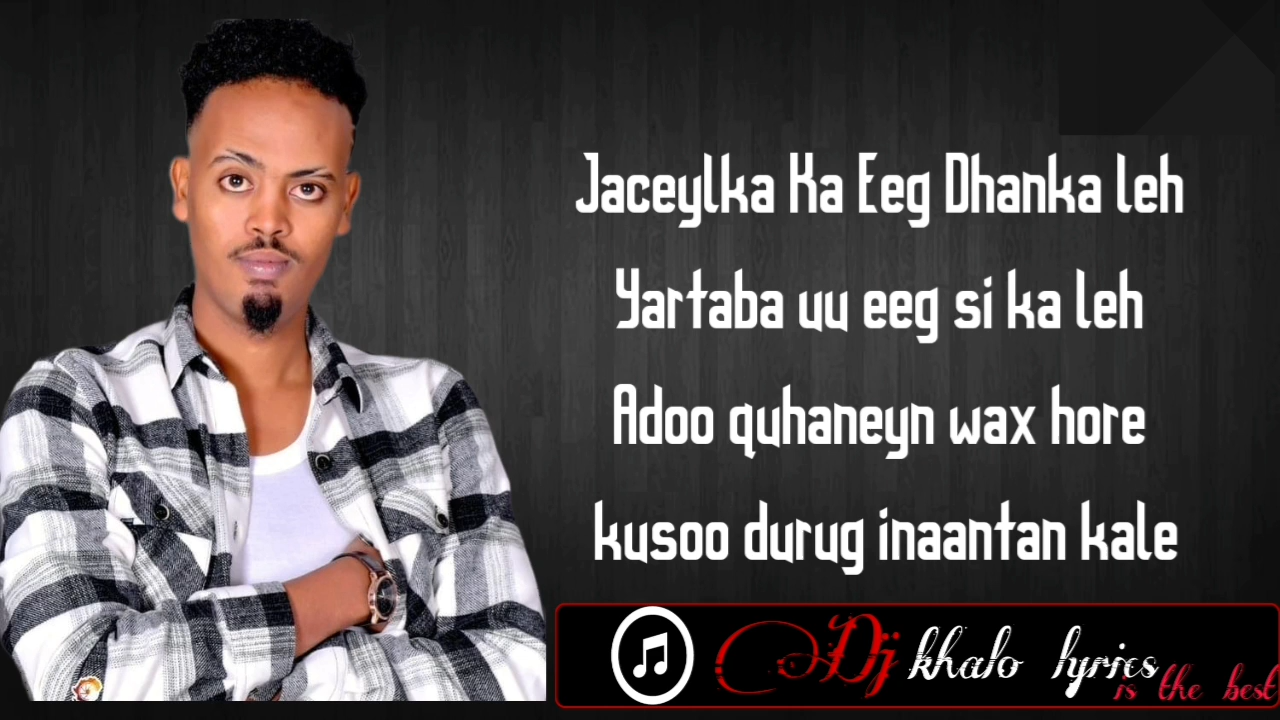 Jaceylka Ka Eeg Dhanka leh
Yartaba uu eeg si ka leh
Adoo quhaneyn wax hore
kusoo durug inaantan kale
Dj khalo lyrics
is the best